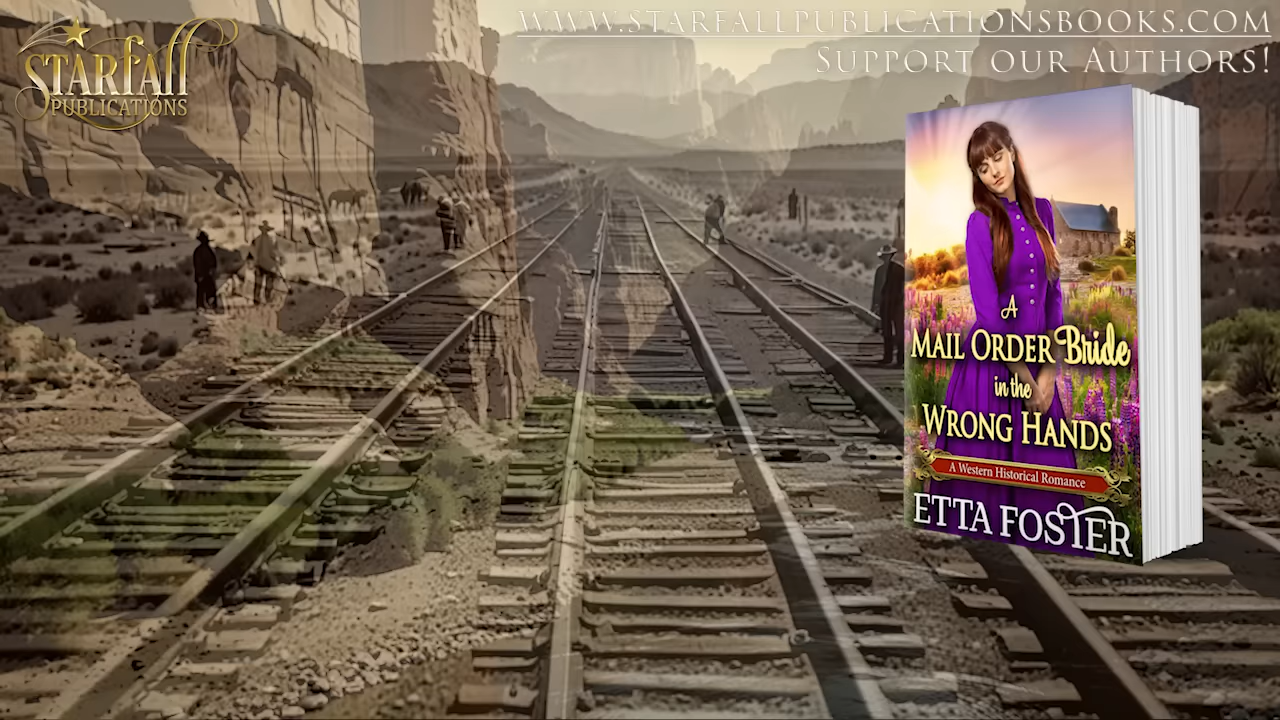 STARfall
PUBLICATIONS
WWW.STARFALLPUBLICATIONSBOOKS.COM
SUPPORT OUR AUTHORS!
A
MAIL ORDER Bride
in the
WRONG HANDS
A Western Historical Romance
ETTA FOSTER